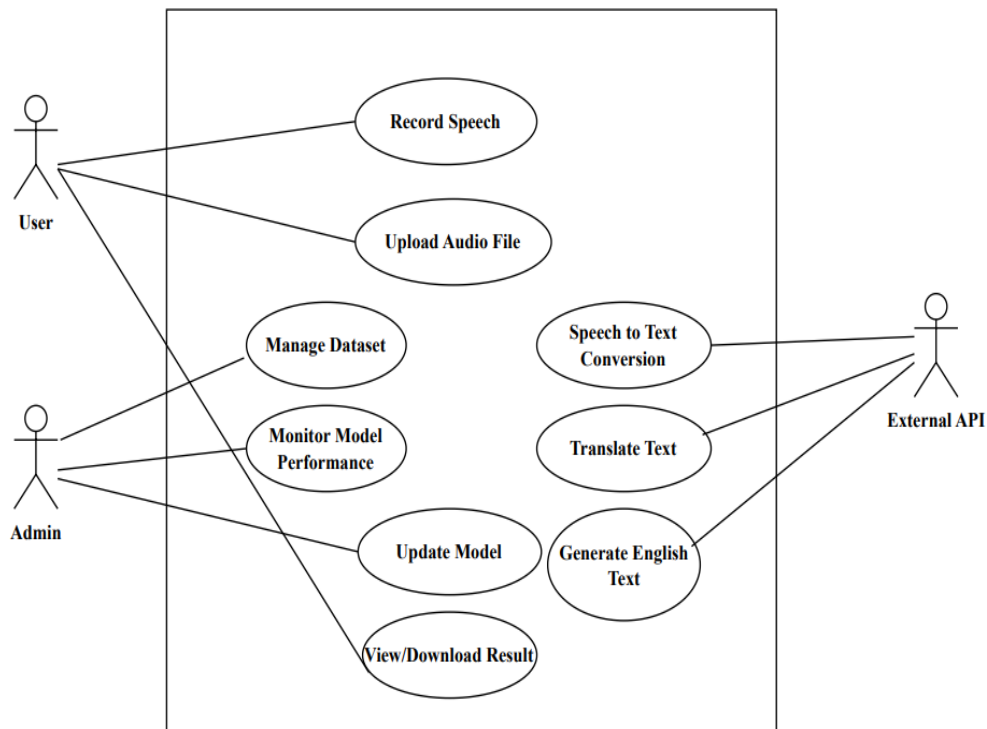 Record Speech
User
Upload Audio File
Manage Dataset
Speech to Text
Conversion
External API
Monitor Model
Performance
Translate Text
Admin
Update Model
Generate English
Text
View/Download Result